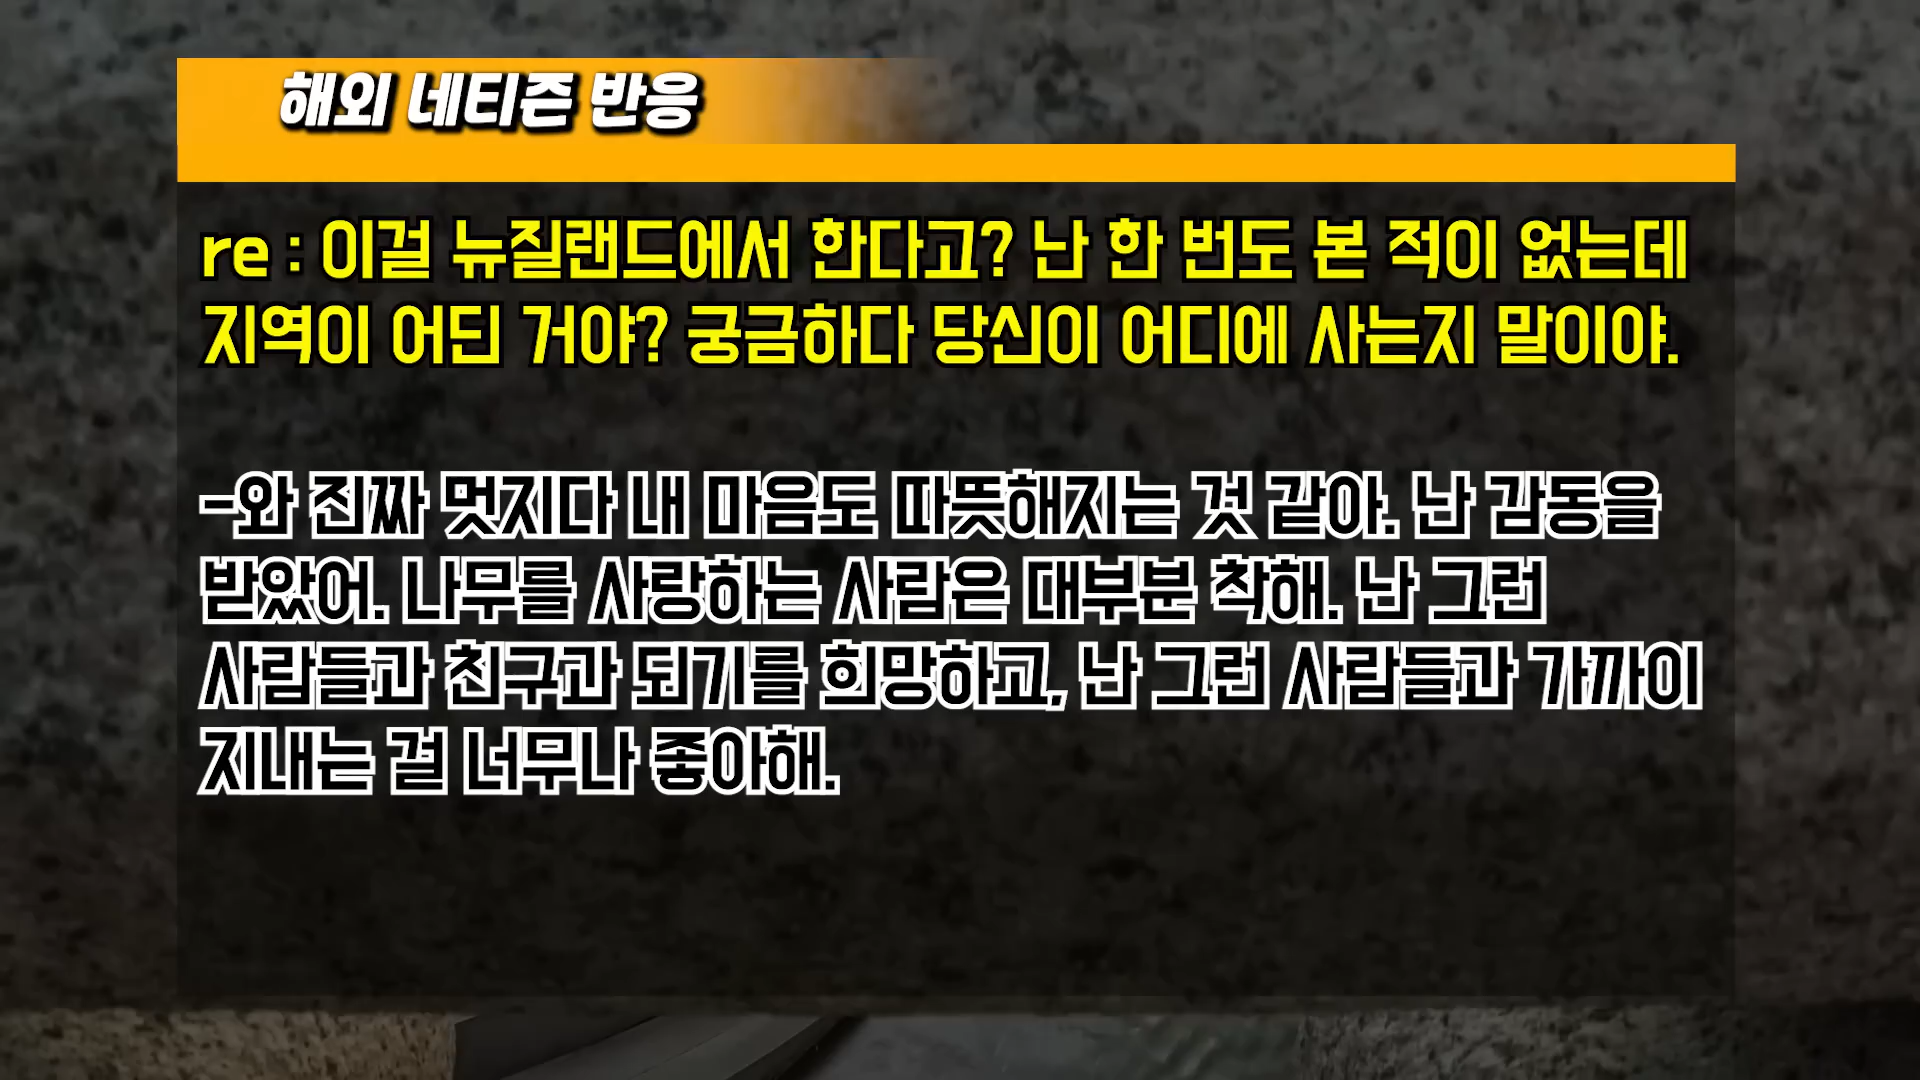 해외 네티즌 반응
re : 이걸 뉴질랜드에서 한다고? 난 한 번도 본 적이 없는데
지역이 어딘 거야? 궁금하다 당신이 어디에 사는지 말이야.
-와 진짜 멋지다 내 마음도 따뜻해지는 것 같아. 난 감동을
받았어. 나무를 사랑하는 사람은 대부분 착해. 난 그런
사람들과 친구과 되기를 희망하고, 난 그런 사람들과 가까이
지내는 걸 너무나 좋아해.